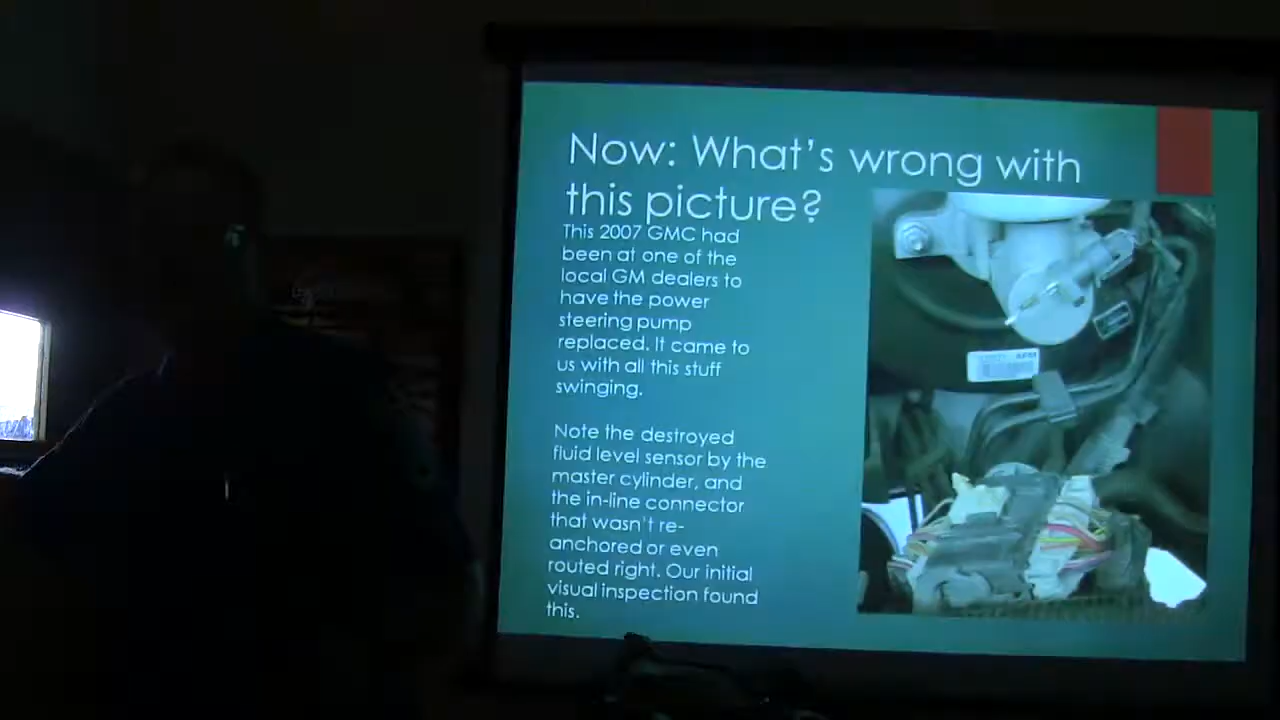 Now: What's wrong with
this picture?
This 2007 GMC had
been at one of the
local GM dealers to
have the power
steering pump
replaced. It came to
us with all this stuff
swinging.
Note the destroyed
fluid level sensor by the
master cylinder, and
the in-line connector
that wasn't re-
anchored or even
routed right. Our initial
visual inspection found
this.